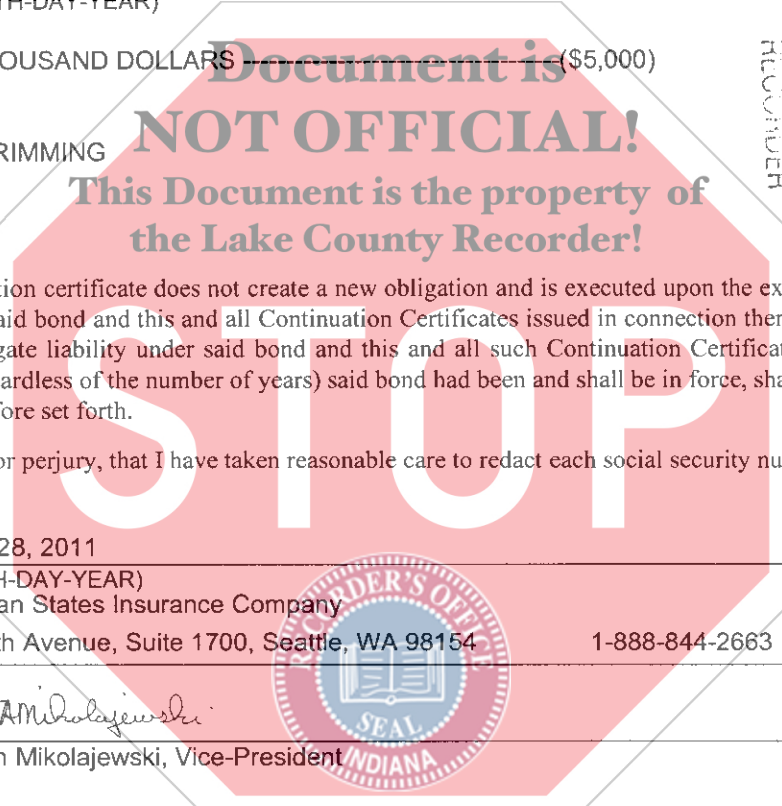 TH-DAY-YEAR)
OUSAND DOLLARS ------------------------------($5,000)
Document is
NOT OFFICIAL!
This Document is the property of
the Lake County Recorder!
RECORDER
RIMMING
tion certificate does not create a new obligation and is executed upon the ex
aid bond and this and all Continuation Certificates issued in connection ther
gate liability under said bond and this and all such Continuation Certificat
ardless of the number of years) said bond had been and shall be in force, sha
fore set forth.
or perjury, that I have taken reasonable care to redact each social security nu
STOP
28, 2011
H-DAY-YEAR)
an States Insurance Company
th Avenue, Suite 1700, Seattle, WA 98154 1-888-844-2663
RECORDER'S OFFICE
SEAL
INDIANA
AMikolajewski
n Mikolajewski, Vice-President